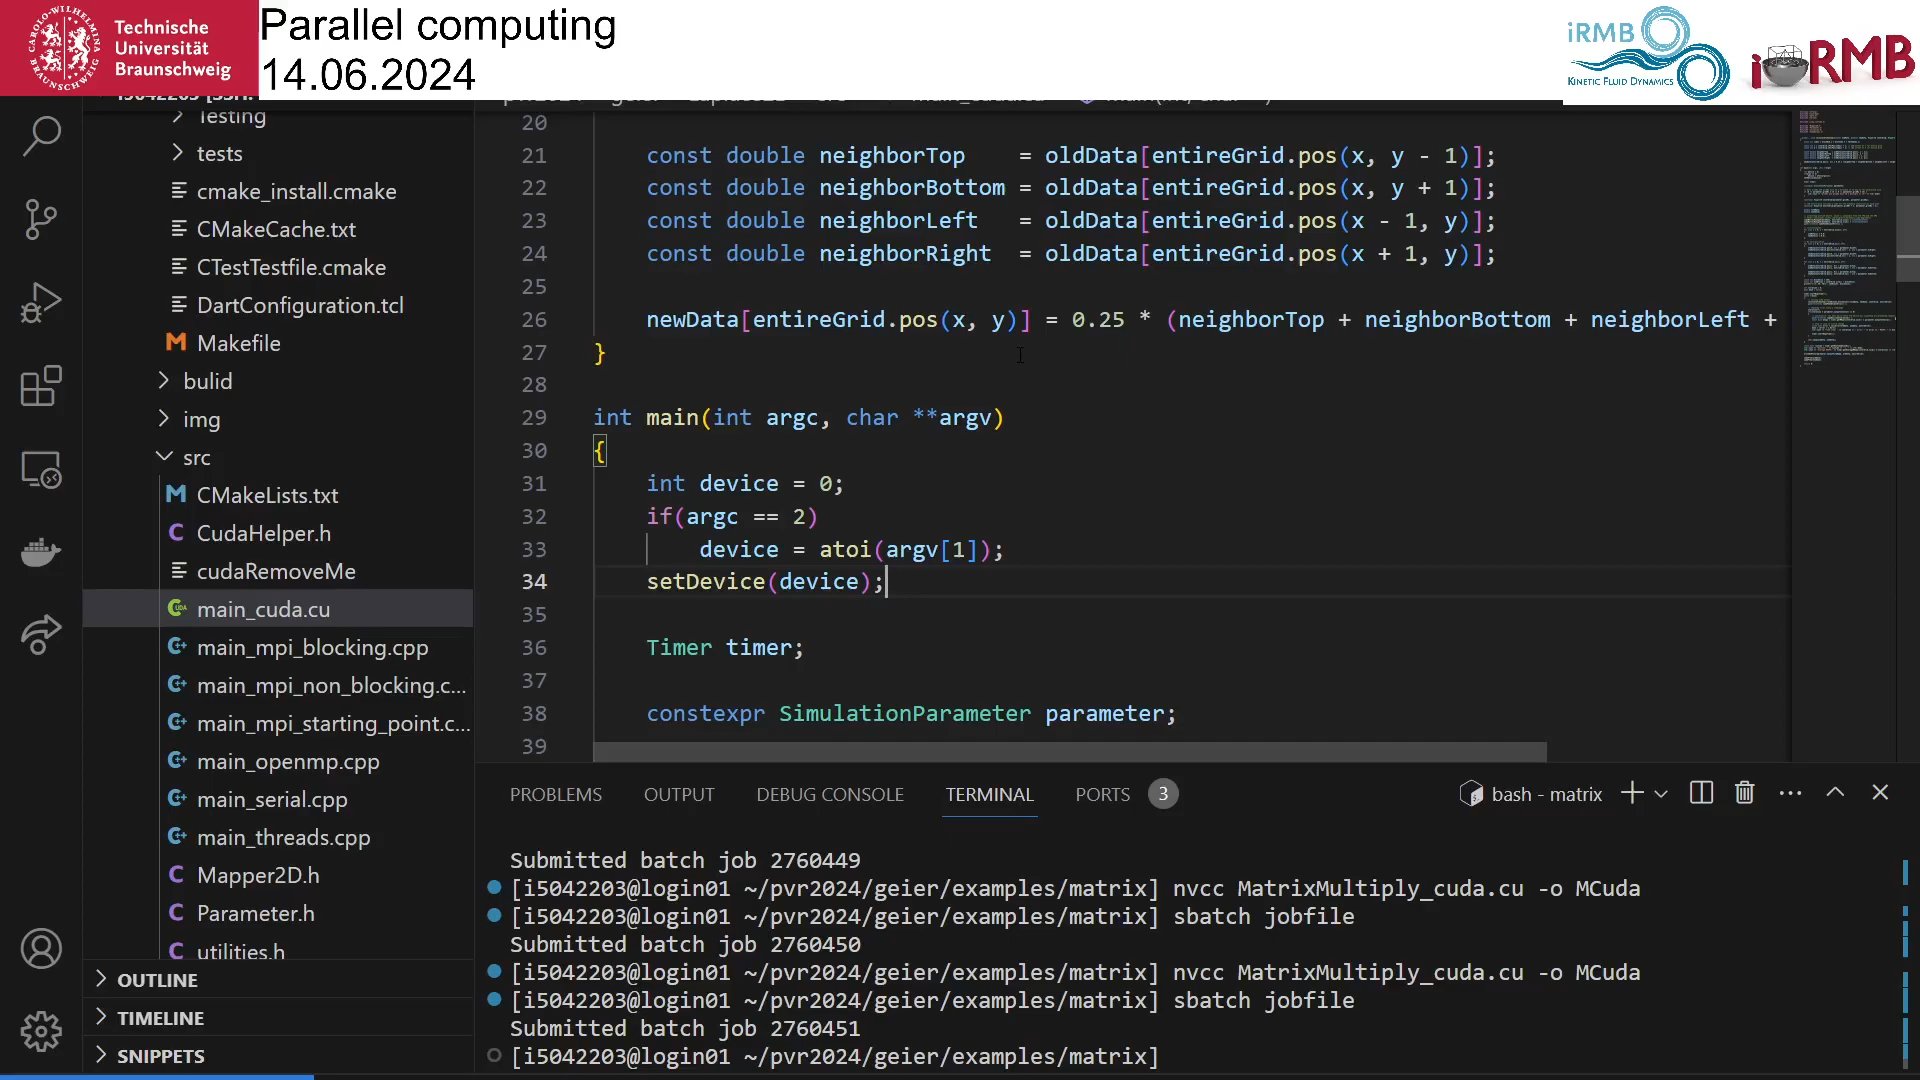 CAROLO-WILHELMINA BRAUNSCHWEIG
Technische
Universität
Braunschweig
Parallel computing
14.06.2024
iRMB
KINETIC FLUID DYNAMICS
iRMB
Testing
tests
cmake_install.cmake
CMakeCache.txt
CTestTestfile.cmake
DartConfiguration.tcl
Makefile
bulid
img
src
CMakeLists.txt
CudaHelper.h
cudaRemoveMe
main_cuda.cu
main_mpi_blocking.cpp
main_mpi_non_blocking.c...
main_mpi_starting_point.c...
main_openmp.cpp
main_serial.cpp
main_threads.cpp
Mapper2D.h
Parameter.h
utilities.h
OUTLINE
TIMELINE
SNIPPETS
20
21 const double neighborTop    = oldData[entireGrid.pos(x, y - 1)];
22 const double neighborBottom = oldData[entireGrid.pos(x, y + 1)];
23 const double neighborLeft   = oldData[entireGrid.pos(x - 1, y)];
24 const double neighborRight  = oldData[entireGrid.pos(x + 1, y)];
25
26 newData[entireGrid.pos(x, y)] = 0.25 * (neighborTop + neighborBottom + neighborLeft +
27 }
28
29 int main(int argc, char **argv)
30 {
31 int device = 0;
32 if(argc == 2)
33 device = atoi(argv[1]);
34 setDevice(device);
35
36 Timer timer;
37
38 constexpr SimulationParameter parameter;
39
PROBLEMS OUTPUT DEBUG CONSOLE TERMINAL PORTS 3 bash - matrix
Submitted batch job 2760449
[i5042203@login01 ~/pvr2024/geier/examples/matrix] nvcc MatrixMultiply_cuda.cu -o MCuda
[i5042203@login01 ~/pvr2024/geier/examples/matrix] sbatch jobfile
Submitted batch job 2760450
[i5042203@login01 ~/pvr2024/geier/examples/matrix] nvcc MatrixMultiply_cuda.cu -o MCuda
[i5042203@login01 ~/pvr2024/geier/examples/matrix] sbatch jobfile
Submitted batch job 2760451
[i5042203@login01 ~/pvr2024/geier/examples/matrix]